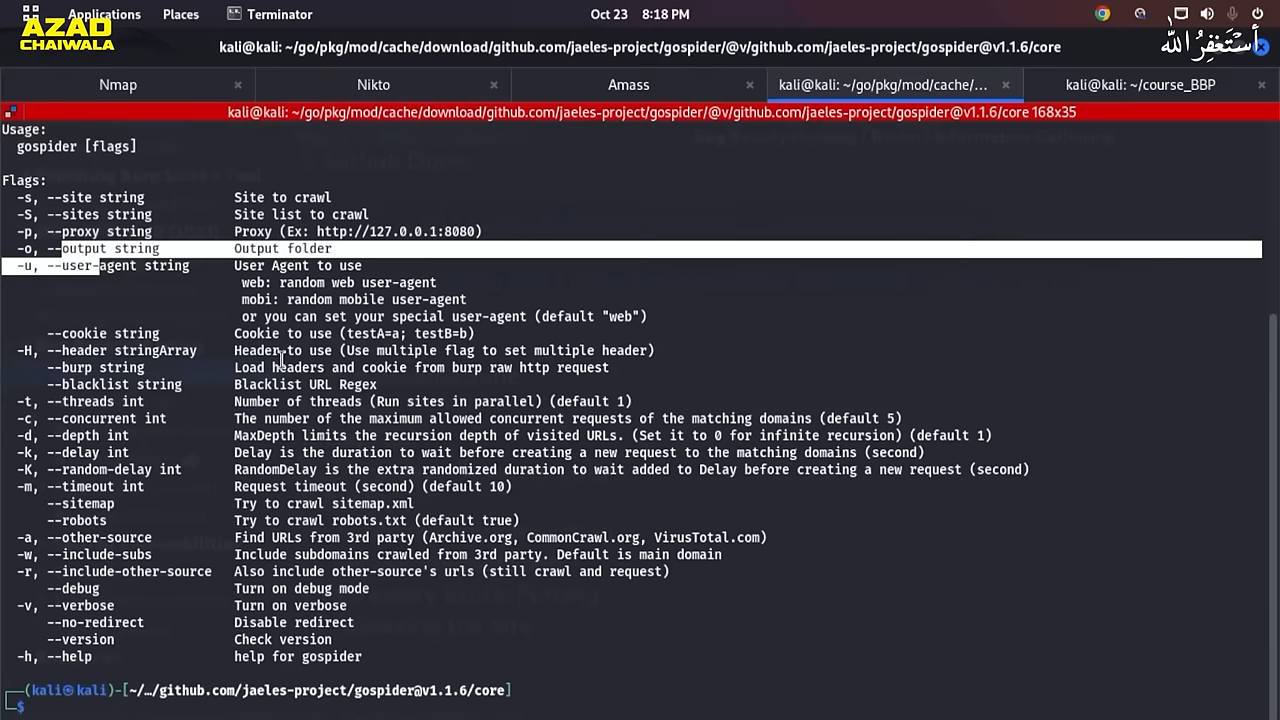 Applications Places Terminator Oct 23 8:18 PM
AZAD
CHAIWALA
أستغفر الله
kali@kali: ~/go/pkg/mod/cache/download/github.com/jaeles-project/gospider/@v/github.com/jaeles-project/gospider@v1.1.6/core
Nmap × Nikto × Amass × kali@kali: ~/go/pkg/mod/cache/... × kali@kali: ~/course_BBP ×
kali@kali: ~/go/pkg/mod/cache/download/github.com/jaeles-project/gospider/@v/github.com/jaeles-project/gospider@v1.1.6/core 168x35
Usage:
gospider [flags]
Flags:
-s, --site string Site to crawl
-S, --sites string Site list to crawl
-p, --proxy string Proxy (Ex: http://127.0.0.1:8080)
-o, --output string Output folder
-u, --user-agent string User Agent to use
web: random web user-agent
mobi: random mobile user-agent
or you can set your special user-agent (default "web")
--cookie string Cookie to use (testA=a; testB=b)
-H, --header stringArray Header to use (Use multiple flag to set multiple header)
--burp string Load headers and cookie from burp raw http request
--blacklist string Blacklist URL Regex
-t, --threads int Number of threads (Run sites in parallel) (default 1)
-c, --concurrent int The number of the maximum allowed concurrent requests of the matching domains (default 5)
-d, --depth int MaxDepth limits the recursion depth of visited URLs. (Set it to 0 for infinite recursion) (default 1)
-k, --delay int Delay is the duration to wait before creating a new request to the matching domains (second)
-K, --random-delay int RandomDelay is the extra randomized duration to wait added to Delay before creating a new request (second)
-m, --timeout int Request timeout (second) (default 10)
--sitemap Try to crawl sitemap.xml
--robots Try to crawl robots.txt (default true)
-a, --other-source Find URLs from 3rd party (Archive.org, CommonCrawl.org, VirusTotal.com)
-w, --include-subs Include subdomains crawled from 3rd party. Default is main domain
-r, --include-other-source Also include other-source's urls (still crawl and request)
--debug Turn on debug mode
-v, --verbose Turn on verbose
--no-redirect Disable redirect
--version Check version
-h, --help help for gospider
(kali㉿kali)-[~/…/github.com/jaeles-project/gospider@v1.1.6/core]
$